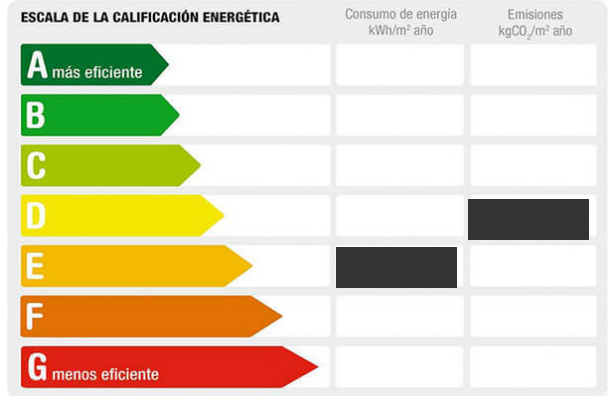 ESCALA DE LA CALIFICACIÓN ENERGÉTICA
Consumo de energía
kWh/m² año
Emisiones
kgCO₂/m² año
A más eficiente
B
C
D
E
F
G menos eficiente